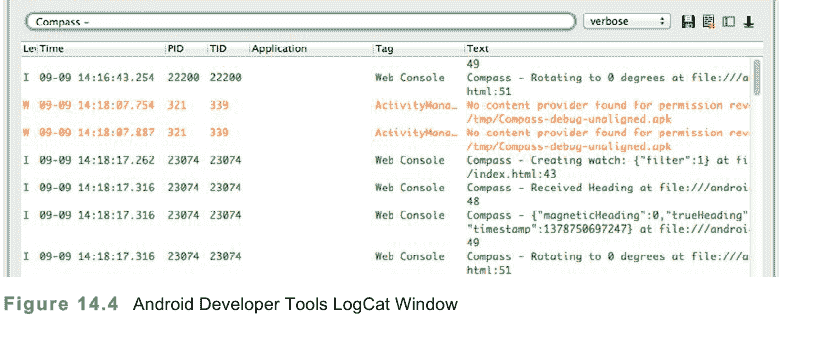 Compass -
verbose
Lev Time PID TID Application Tag Text
49
I 09-09 14:16:43.254 22200 22200 Web Console Compass - Rotating to 0 degrees at file:///a
html:51
W 09-09 14:18:07.754 321 339 ActivityMana… No content provider found for permission rev
/tmp/Compass-debug-unaligned.apk
W 09-09 14:18:07.887 321 339 ActivityMana… No content provider found for permission rev
/tmp/Compass-debug-unaligned.apk
I 09-09 14:18:17.262 23074 23074 Web Console Compass - Creating watch: {"filter":1} at fi
/index.html:43
I 09-09 14:18:17.316 23074 23074 Web Console Compass - Received Heading at file:///androi
48
I 09-09 14:18:17.316 23074 23074 Web Console Compass - {"magneticHeading":0,"trueHeading"
"timestamp":1378750697247} at file:///androi
49
I 09-09 14:18:17.316 23074 23074 Web Console Compass - Rotating to 0 degrees at file:///a
html:51
Figure 14.4 Android Developer Tools LogCat Window